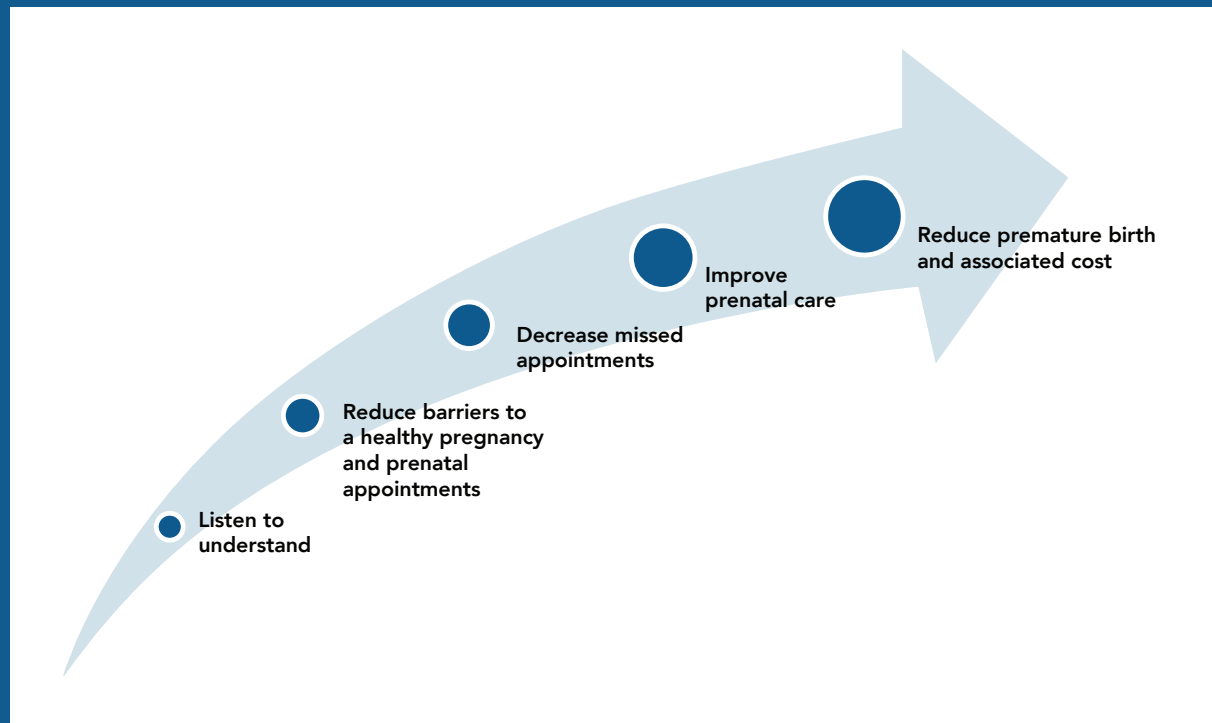 Listen to
understand
Reduce barriers to
a healthy pregnancy
and prenatal
appointments
Decrease missed
appointments
Improve
prenatal care
Reduce premature birth
and associated cost